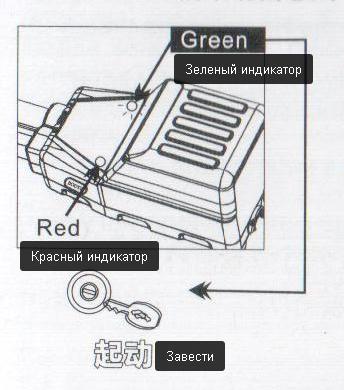 Green
Зеленый индикатор
Red
Красный индикатор
起动
Завести